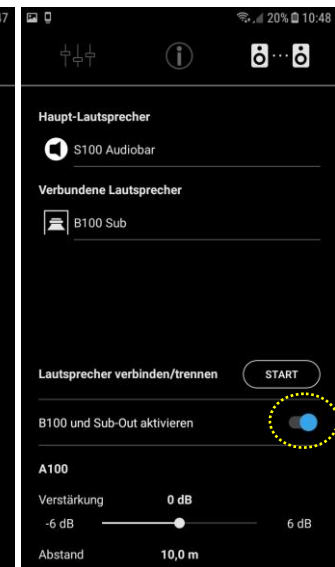 47
20% 10:48
Haupt-Lautsprecher
S100 Audiobar
Verbundene Lautsprecher
B100 Sub
Lautsprecher verbinden/trennen START
B100 und Sub-Out aktivieren
A100
Verstärkung 0 dB
-6 dB 6 dB
Abstand 10,0 m